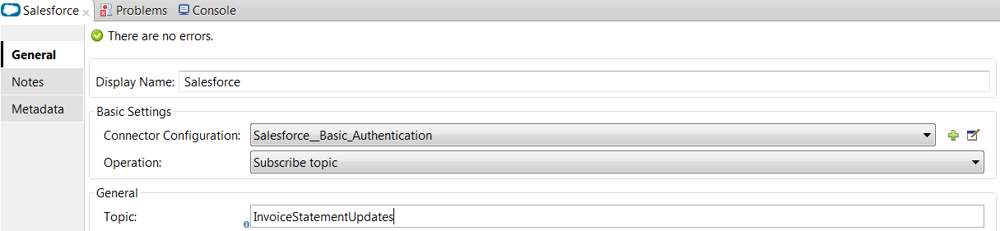 Salesforce Problems Console
There are no errors.
General
Notes
Metadata
Display Name: Salesforce
Basic Settings
Connector Configuration: Salesforce__Basic_Authentication
Operation: Subscribe topic
General
Topic: InvoiceStatementUpdates